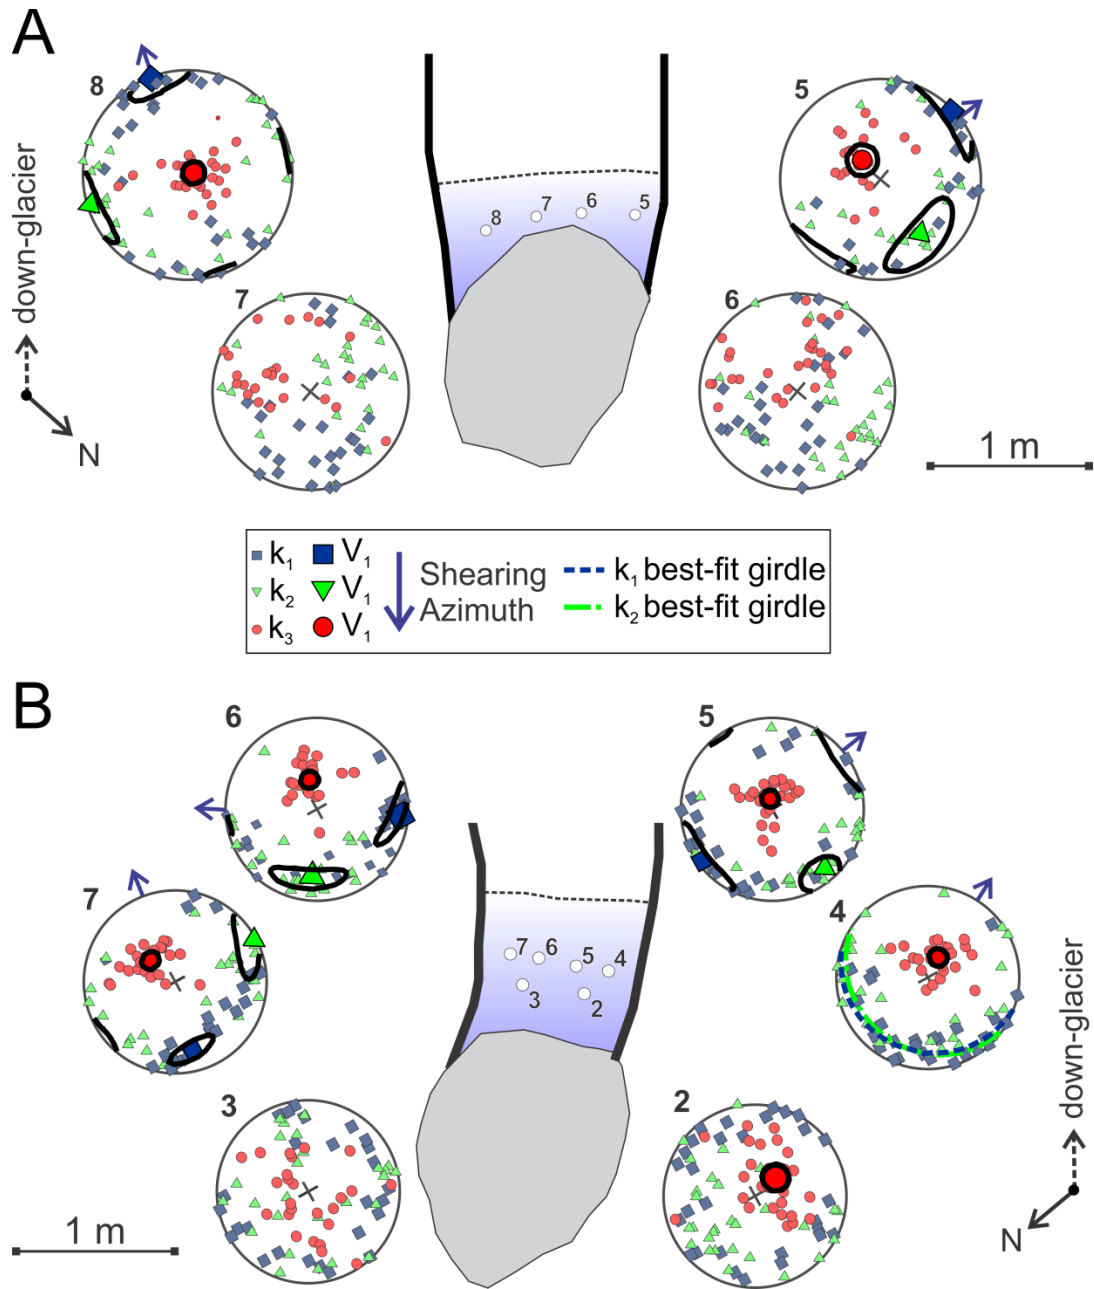 A
8
5
down-glacier
N
8
7
6
5
7
6
1 m
k1 V1
k2 V1
k3 V1
Shearing
Azimuth
k1 best-fit girdle
k2 best-fit girdle
B
6
5
7
4
7
6
5
4
3
2
down-glacier
N
3
2
1 m